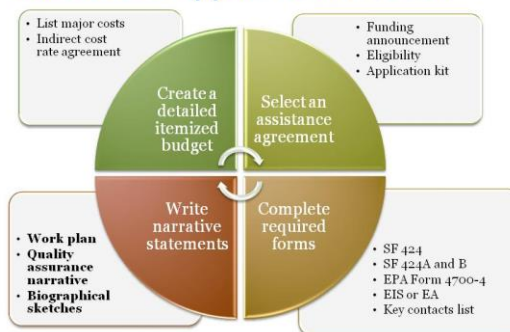 • List major costs
• Indirect cost
rate agreement
• Funding
announcement
• Eligibility
• Application kit
Create a
detailed
itemized
budget
Select an
assistance
agreement
Write
narrative
statements
Complete
required
forms
• Work plan
• Quality
assurance
narrative
• Biographical
sketches
• SF 424
• SF 424A and B
• EPA Form 4700-4
• EIS or EA
• Key contacts list